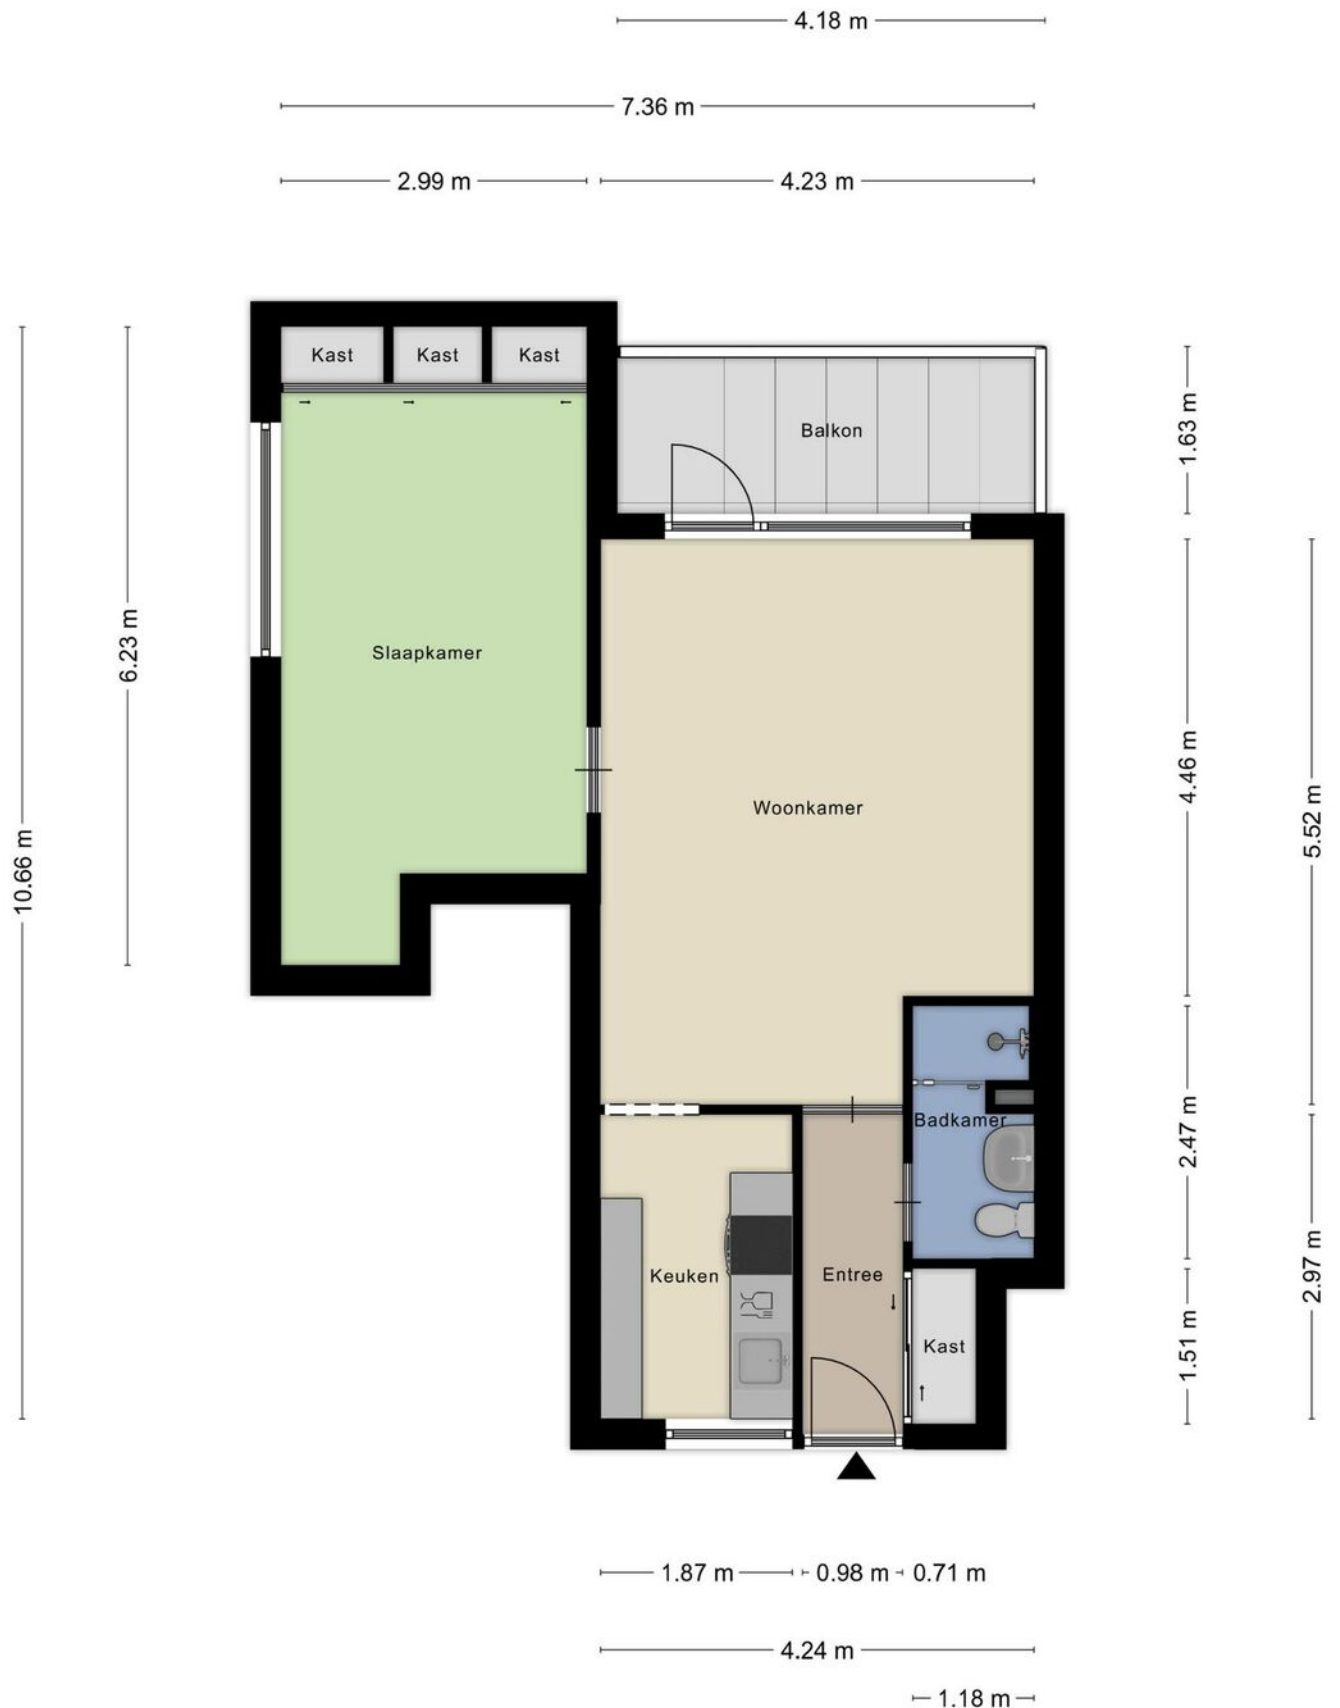 4.18 m
7.36 m
2.99 m
4.23 m
Kast
Kast
Kast
Balkon
1.63 m
6.23 m
Slaapkamer
4.46 m
Woonkamer
5.52 m
10.66 m
Badkamer
2.47 m
Keuken
Entree
2.97 m
Kast
1.51 m
1.87 m
0.98 m
0.71 m
4.24 m
1.18 m